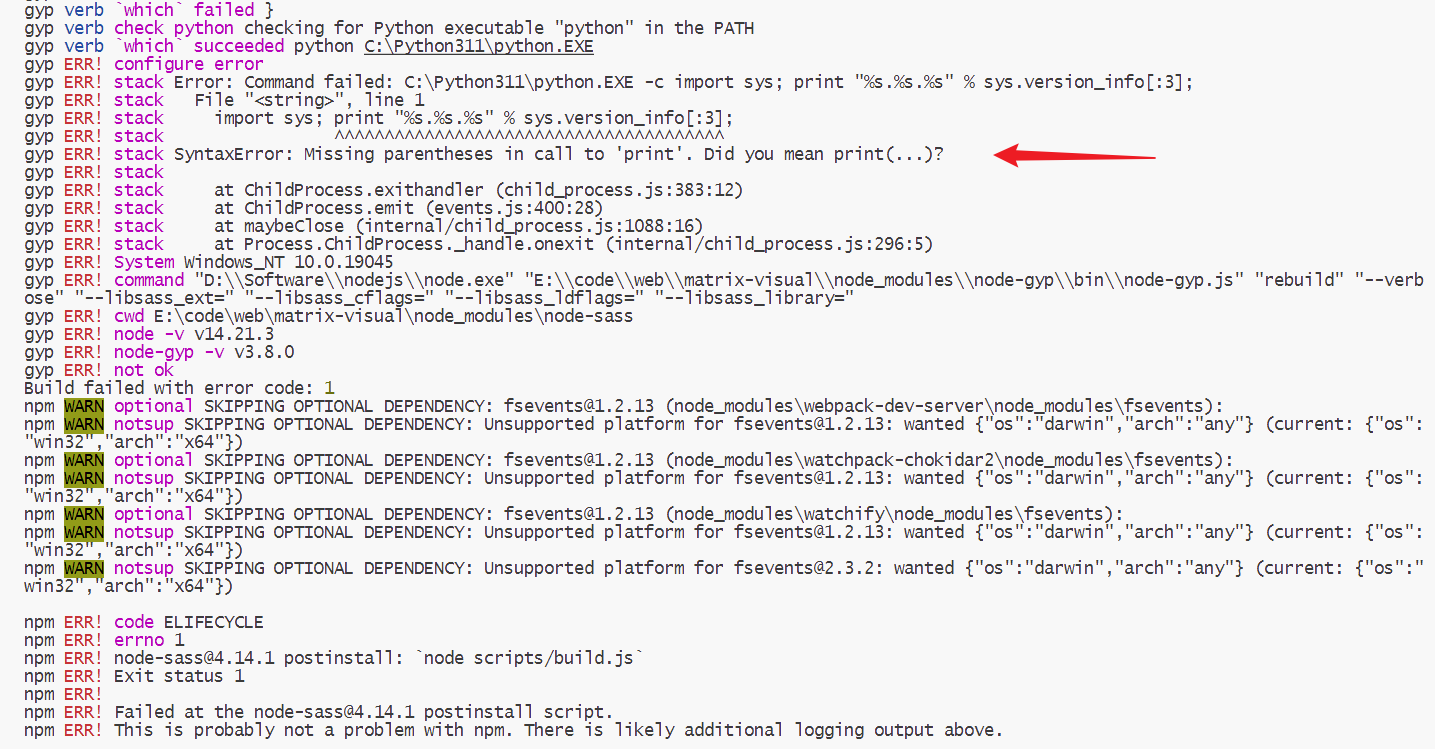 gyp verb `which` failed }
gyp verb check python checking for Python executable "python" in the PATH
gyp verb `which` succeeded python C:\Python311\python.EXE
gyp ERR! configure error
gyp ERR! stack Error: Command failed: C:\Python311\python.EXE -c import sys; print "%s.%s.%s" % sys.version_info[:3];
gyp ERR! stack   File "<string>", line 1
gyp ERR! stack     import sys; print "%s.%s.%s" % sys.version_info[:3];
gyp ERR! stack                 ^^^^^^^^^^^^^^^^^^^^^^^^^^^^^^^^^^^^^^^
gyp ERR! stack SyntaxError: Missing parentheses in call to 'print'. Did you mean print(...)?
gyp ERR! stack
gyp ERR! stack     at ChildProcess.exithandler (child_process.js:383:12)
gyp ERR! stack     at ChildProcess.emit (events.js:400:28)
gyp ERR! stack     at maybeClose (internal/child_process.js:1088:16)
gyp ERR! stack     at Process.ChildProcess._handle.onexit (internal/child_process.js:296:5)
gyp ERR! System Windows_NT 10.0.19045
gyp ERR! command "D:\\Software\\nodejs\\node.exe" "E:\\code\\web\\matrix-visual\\node_modules\\node-gyp\\bin\\node-gyp.js" "rebuild" "--verb
ose" "--libsass_ext=" "--libsass_cflags=" "--libsass_ldflags=" "--libsass_library="
gyp ERR! cwd E:\code\web\matrix-visual\node_modules\node-sass
gyp ERR! node -v v14.21.3
gyp ERR! node-gyp -v v3.8.0
gyp ERR! not ok
Build failed with error code: 1
npm WARN optional SKIPPING OPTIONAL DEPENDENCY: fsevents@1.2.13 (node_modules\webpack-dev-server\node_modules\fsevents):
npm WARN notsup SKIPPING OPTIONAL DEPENDENCY: Unsupported platform for fsevents@1.2.13: wanted {"os":"darwin","arch":"any"} (current: {"os":
"win32","arch":"x64"})
npm WARN optional SKIPPING OPTIONAL DEPENDENCY: fsevents@1.2.13 (node_modules\watchpack-chokidar2\node_modules\fsevents):
npm WARN notsup SKIPPING OPTIONAL DEPENDENCY: Unsupported platform for fsevents@1.2.13: wanted {"os":"darwin","arch":"any"} (current: {"os":
"win32","arch":"x64"})
npm WARN optional SKIPPING OPTIONAL DEPENDENCY: fsevents@1.2.13 (node_modules\watchify\node_modules\fsevents):
npm WARN notsup SKIPPING OPTIONAL DEPENDENCY: Unsupported platform for fsevents@1.2.13: wanted {"os":"darwin","arch":"any"} (current: {"os":
"win32","arch":"x64"})
npm WARN notsup SKIPPING OPTIONAL DEPENDENCY: Unsupported platform for fsevents@2.3.2: wanted {"os":"darwin","arch":"any"} (current: {"os":"
win32","arch":"x64"})
npm ERR! code ELIFECYCLE
npm ERR! errno 1
npm ERR! node-sass@4.14.1 postinstall: `node scripts/build.js`
npm ERR! Exit status 1
npm ERR!
npm ERR! Failed at the node-sass@4.14.1 postinstall script.
npm ERR! This is probably not a problem with npm. There is likely additional logging output above.